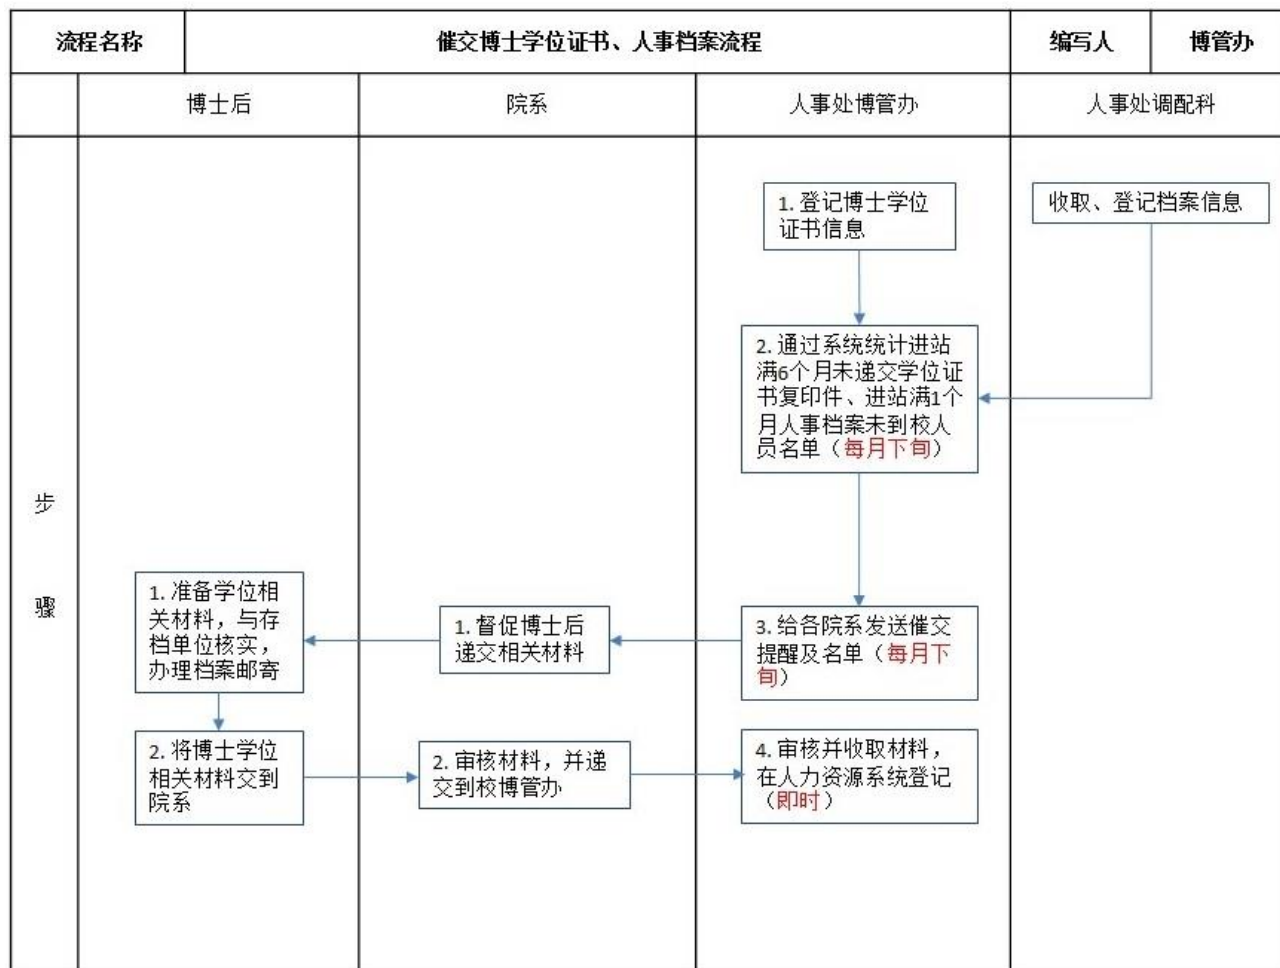 流程名称
催交博士学位证书、人事档案流程
编写人
博管办
博士后
院系
人事处博管办
人事处调配科
步
骤
1. 登记博士学位
证书信息
收取、登记档案信息
2. 通过系统统计进站
满6个月未递交学位证
书复印件、进站满1个
月人事档案未到校人
员名单（每月下旬）
3. 给各院系发送催交
提醒及名单（每月下
旬）
1. 督促博士后
递交相关材料
1. 准备学位相
关材料，与存
档单位核实，
办理档案邮寄
2. 将博士学位
相关材料交到
院系
2. 审核材料，并递
交到校博管办
4. 审核并收取材料，
在人力资源系统登记
（即时）